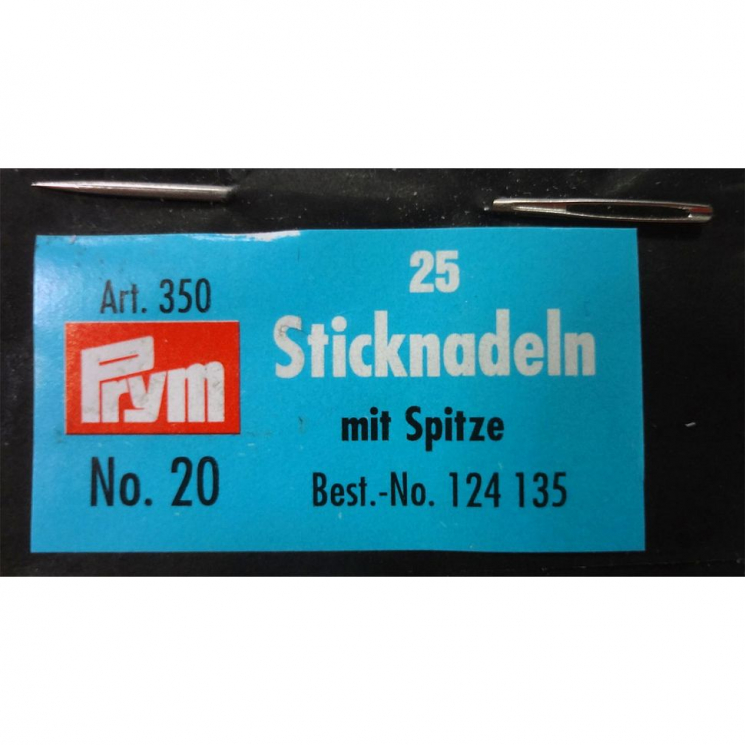 Art. 350
Prym
No. 20
25
Sticknadeln
mit Spitze
Best.-No. 124 135